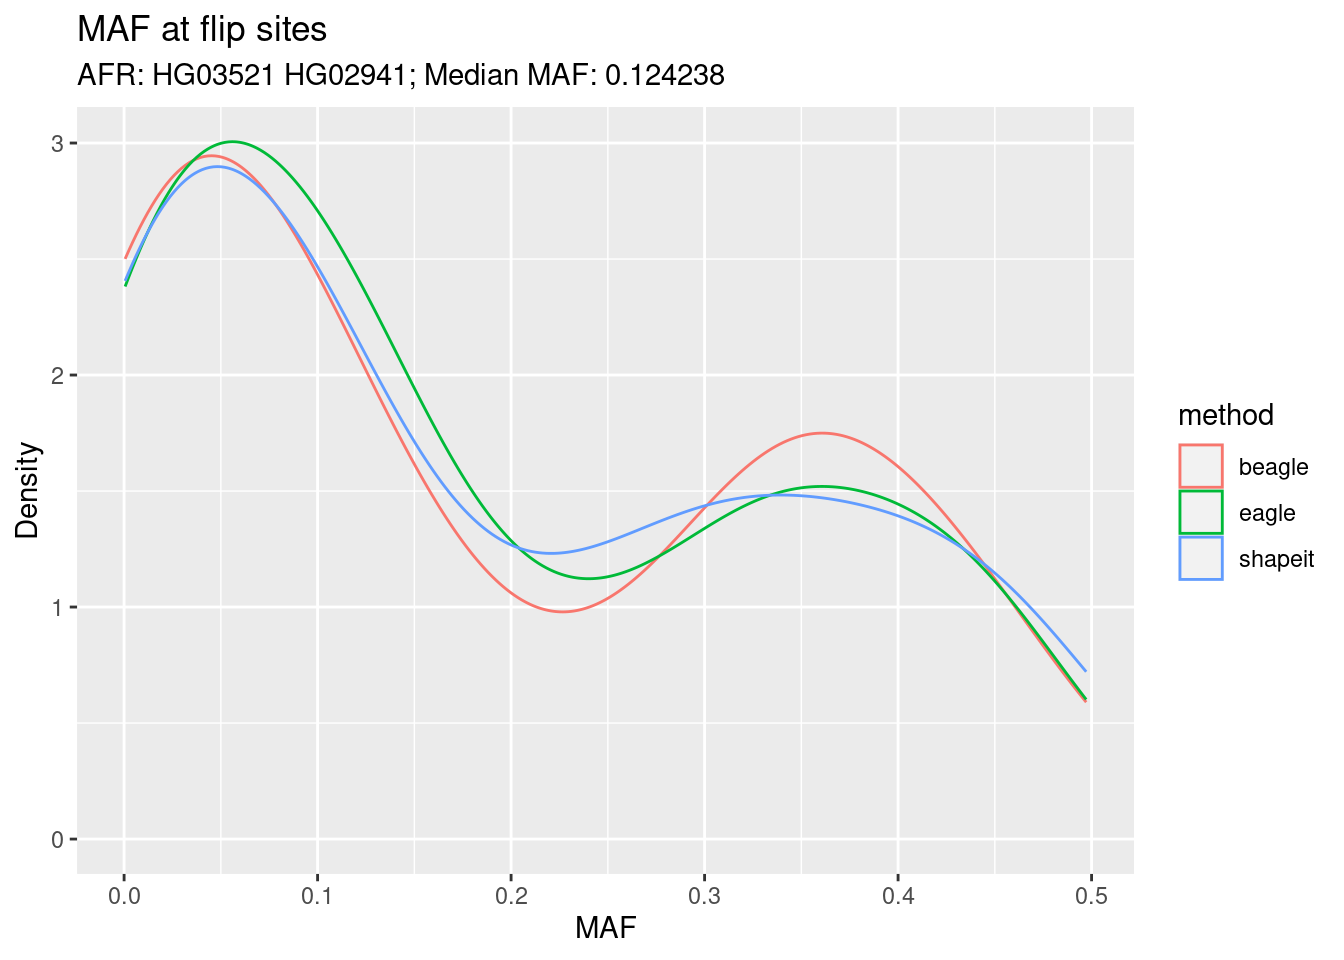 MAF at flip sites
AFR: HG03521 HG02941; Median MAF: 0.124238
3
2
1
0
Density
0.0 0.1 0.2 0.3 0.4 0.5
MAF
method
beagle
eagle
shapeit